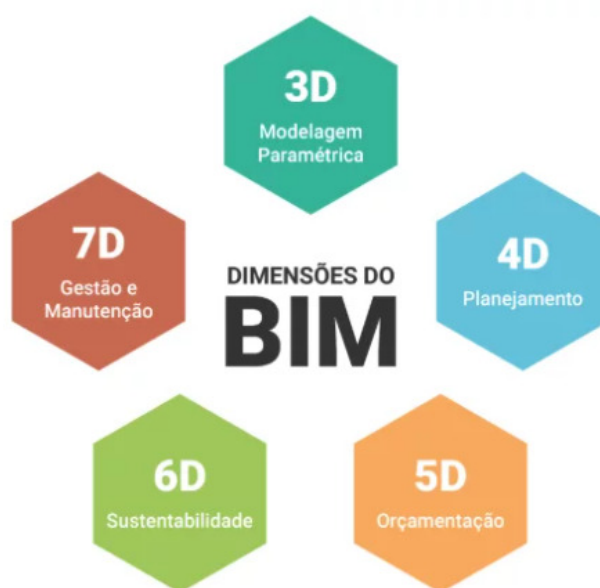 3D
Modelagem
Paramétrica
7D
Gestão e
Manutenção
DIMENSÕES DO
BIM
4D
Planejamento
6D
Sustentabilidade
5D
Orçamentação